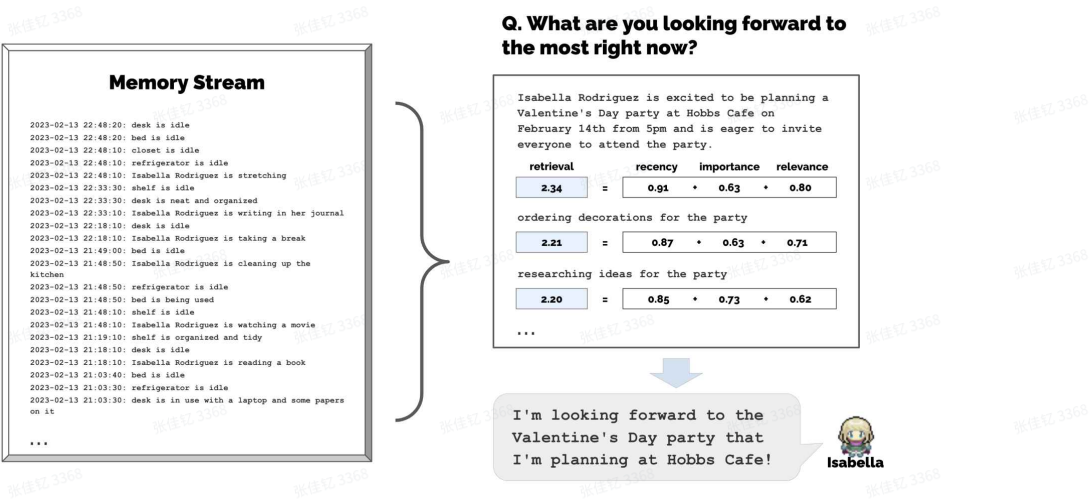 Memory Stream
2023-02-13 22:48:20: desk is idle
2023-02-13 22:48:20: bed is idle
2023-02-13 22:48:10: closet is idle
2023-02-13 22:48:10: refrigerator is idle
2023-02-13 22:48:10: Isabella Rodriguez is stretching
2023-02-13 22:33:30: shelf is idle
2023-02-13 22:33:30: desk is neat and organized
2023-02-13 22:33:10: Isabella Rodriguez is writing in her journal
2023-02-13 22:18:10: desk is idle
2023-02-13 22:18:10: Isabella Rodriguez is taking a break
2023-02-13 21:49:00: bed is idle
2023-02-13 21:48:50: Isabella Rodriguez is cleaning up the
kitchen
2023-02-13 21:48:50: refrigerator is idle
2023-02-13 21:48:50: bed is being used
2023-02-13 21:48:10: shelf is idle
2023-02-13 21:48:10: Isabella Rodriguez is watching a movie
2023-02-13 21:19:10: shelf is organized and tidy
2023-02-13 21:18:10: desk is idle
2023-02-13 21:18:10: Isabella Rodriguez is reading a book
2023-02-13 21:03:40: bed is idle
2023-02-13 21:03:30: refrigerator is idle
2023-02-13 21:03:30: desk is in use with a laptop and some papers
on it
...
Q. What are you looking forward to
the most right now?
Isabella Rodriguez is excited to be planning a
Valentine's Day party at Hobbs Cafe on
February 14th from 5pm and is eager to invite
everyone to attend the party.
retrieval recency importance relevance
2.34 = 0.91 + 0.63 + 0.80
ordering decorations for the party
2.21 = 0.87 + 0.63 + 0.71
researching ideas for the party
2.20 = 0.85 + 0.73 + 0.62
...
I'm looking forward to the
Valentine's Day party that
I'm planning at Hobbs Cafe!
Isabella
张佳钇 3368